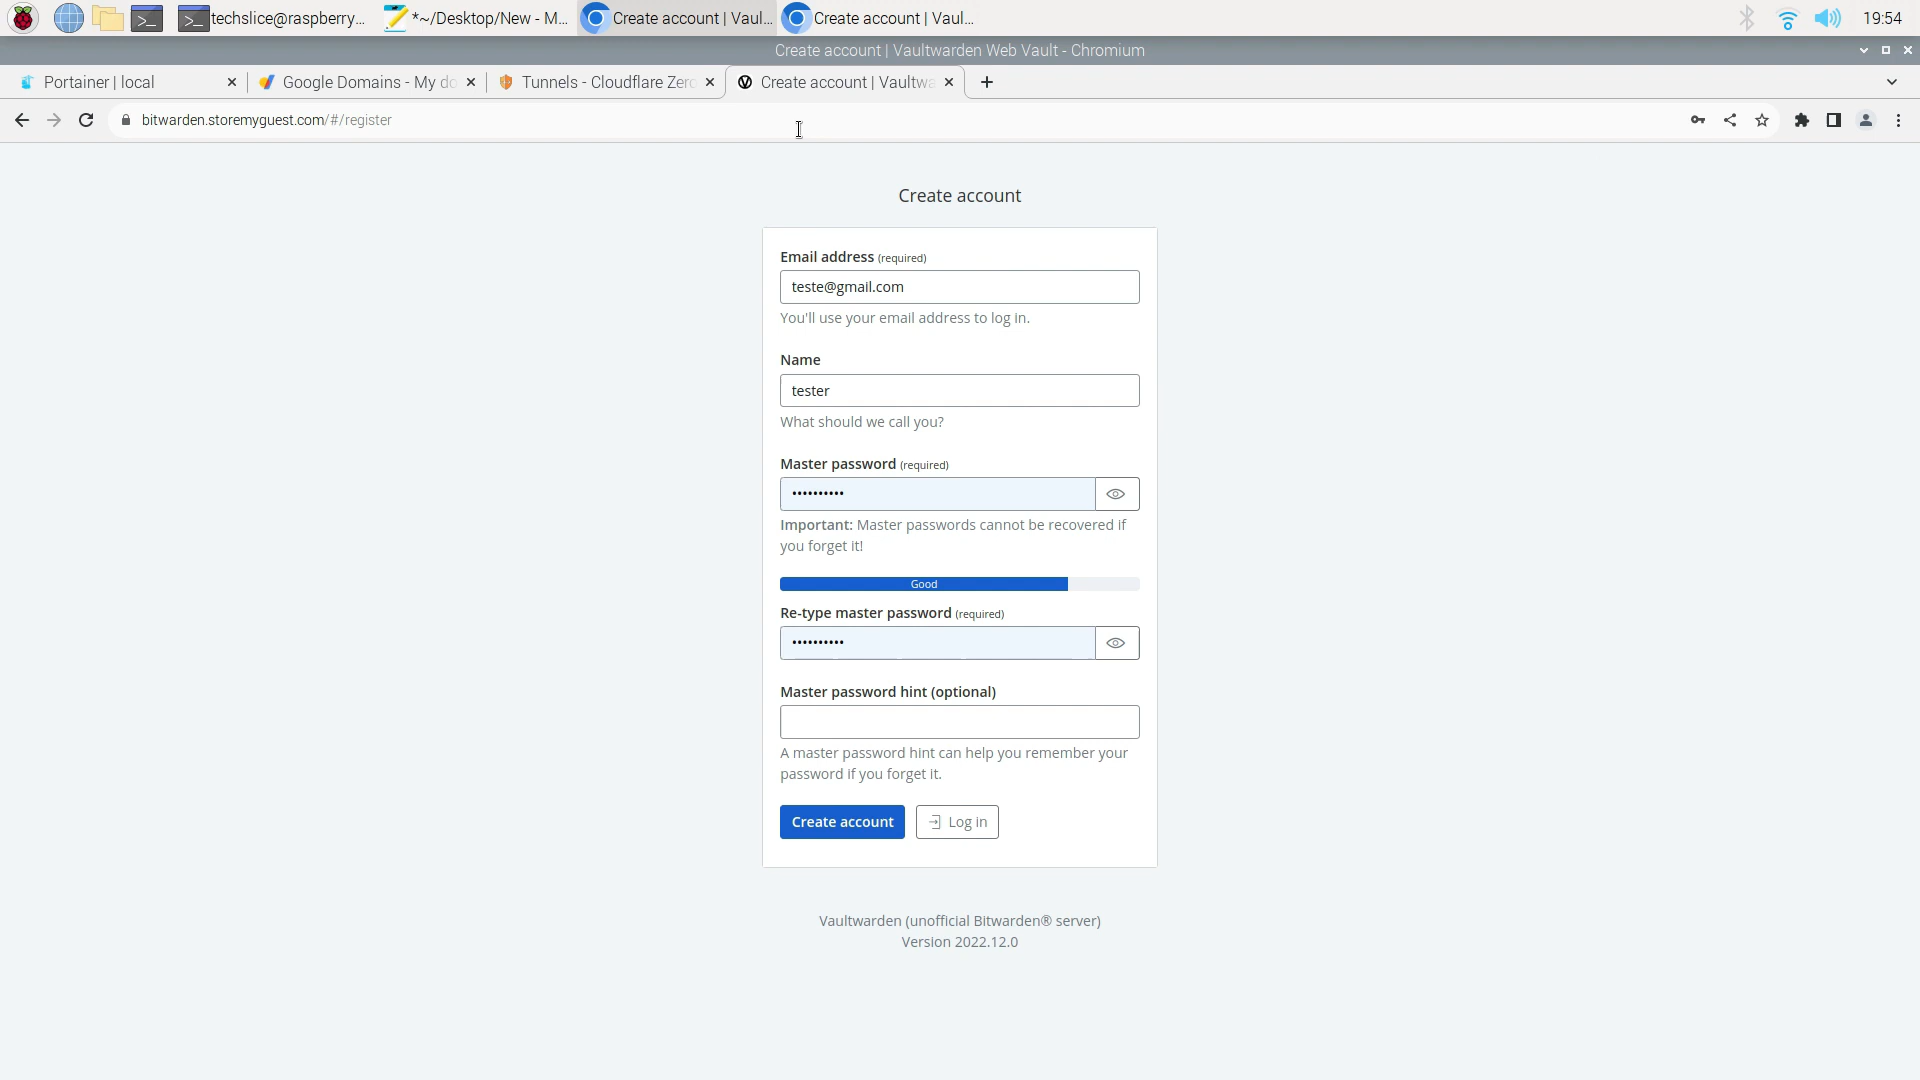 techslice@raspberry...
*~/Desktop/New - M...
Create account | Vaul...
Create account | Vaul...
19:54
Create account | Vaultwarden Web Vault - Chromium
Portainer | local
Google Domains - My do
Tunnels - Cloudflare Zero
Create account | Vaultwa
bitwarden.storemyguest.com/#/register
Create account
Email address (required)
teste@gmail.com
You'll use your email address to log in.
Name
tester
What should we call you?
Master password (required)
••••••••••
Important: Master passwords cannot be recovered if
you forget it!
Good
Re-type master password (required)
••••••••••
Master password hint (optional)
A master password hint can help you remember your
password if you forget it.
Create account
Log in
Vaultwarden (unofficial Bitwarden® server)
Version 2022.12.0